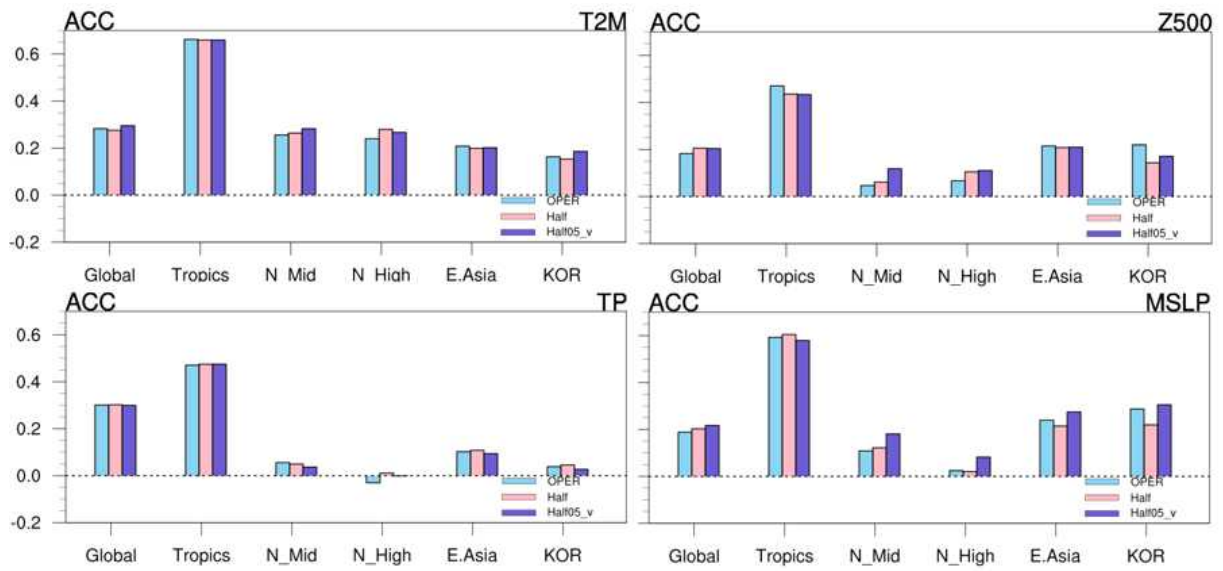 ACC T2M
0.6
0.4
0.2
0.0
-0.2
OPER
Half
Half05_v
Global Tropics N_Mid N_High E.Asia KOR
ACC Z500
OPER
Half
Half05_v
Global Tropics N_Mid N_High E.Asia KOR
ACC TP
0.6
0.4
0.2
0.0
-0.2
OPER
Half
Half05_v
Global Tropics N_Mid N_High E.Asia KOR
ACC MSLP
OPER
Half
Half05_v
Global Tropics N_Mid N_High E.Asia KOR